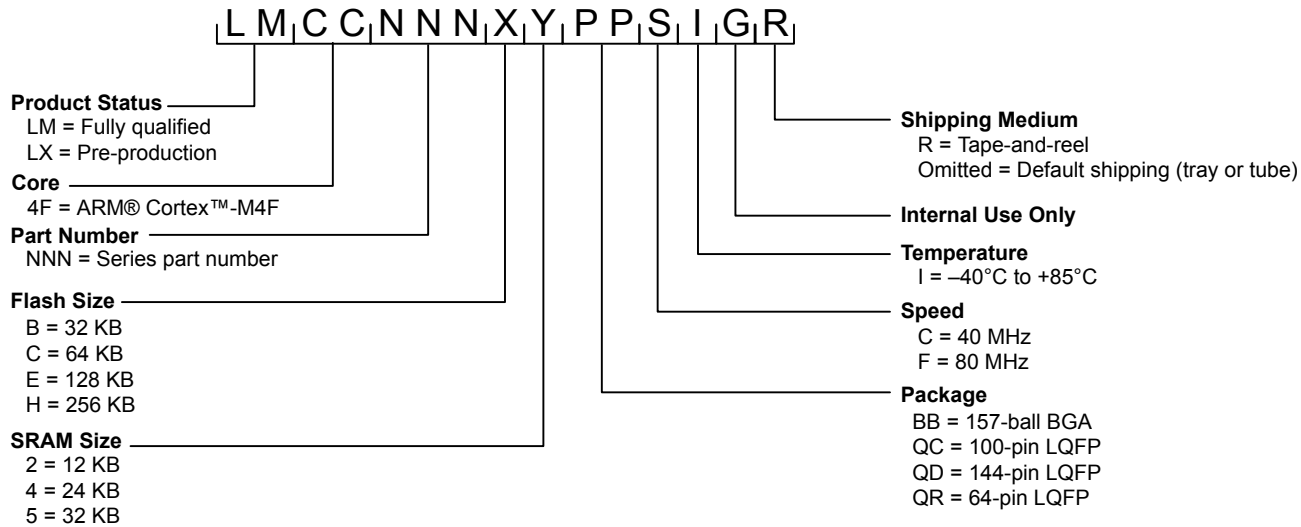 LMCCNNNXYPPSIGR
Product Status
LM = Fully qualified
LX = Pre-production
Core
4F = ARM® Cortex™-M4F
Part Number
NNN = Series part number
Flash Size
B = 32 KB
C = 64 KB
E = 128 KB
H = 256 KB
SRAM Size
2 = 12 KB
4 = 24 KB
5 = 32 KB
Shipping Medium
R = Tape-and-reel
Omitted = Default shipping (tray or tube)
Internal Use Only
Temperature
I = –40°C to +85°C
Speed
C = 40 MHz
F = 80 MHz
Package
BB = 157-ball BGA
QC = 100-pin LQFP
QD = 144-pin LQFP
QR = 64-pin LQFP